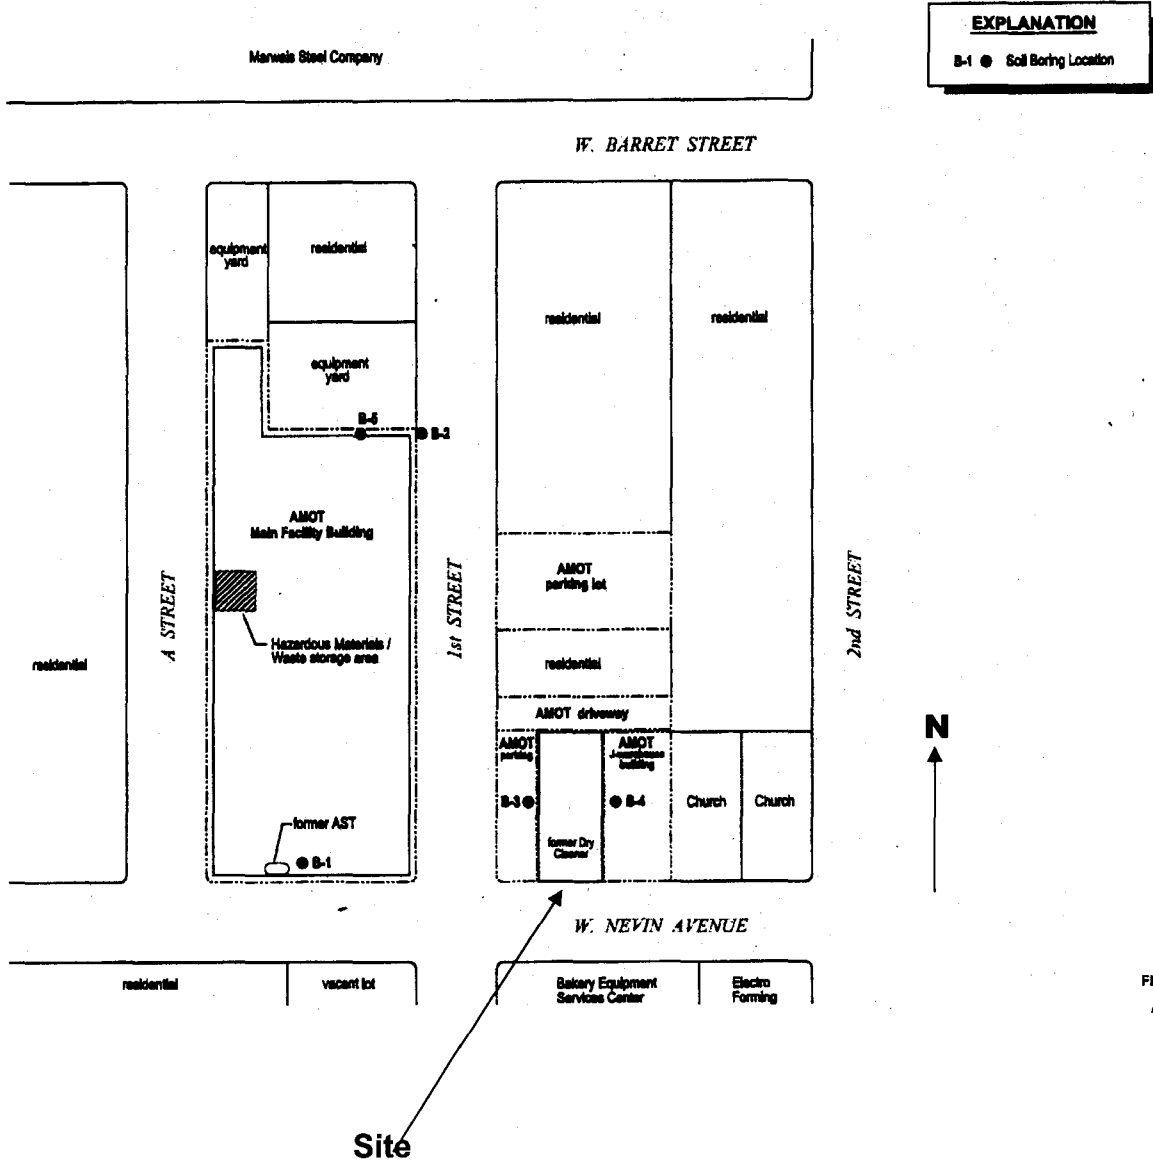 EXPLANATION
B-1 Soil Boring Location
Marwais Steel Company
W. BARRET STREET
equipment
yard
residential
residential
residential
equipment
yard
B-5
B-2
AMOT
Main Facility Building
AMOT
parking lot
A STREET
1st STREET
2nd STREET
Hazardous Materials /
Waste storage area
residential
residential
AMOT driveway
N
AMOT
parking
AMOT
building
B-3
B-4
Church
Church
former AST
B-1
former Dry
Cleaner
W. NEVIN AVENUE
residential
vacant lot
Bakery Equipment
Services Center
Electro
Forming
Site